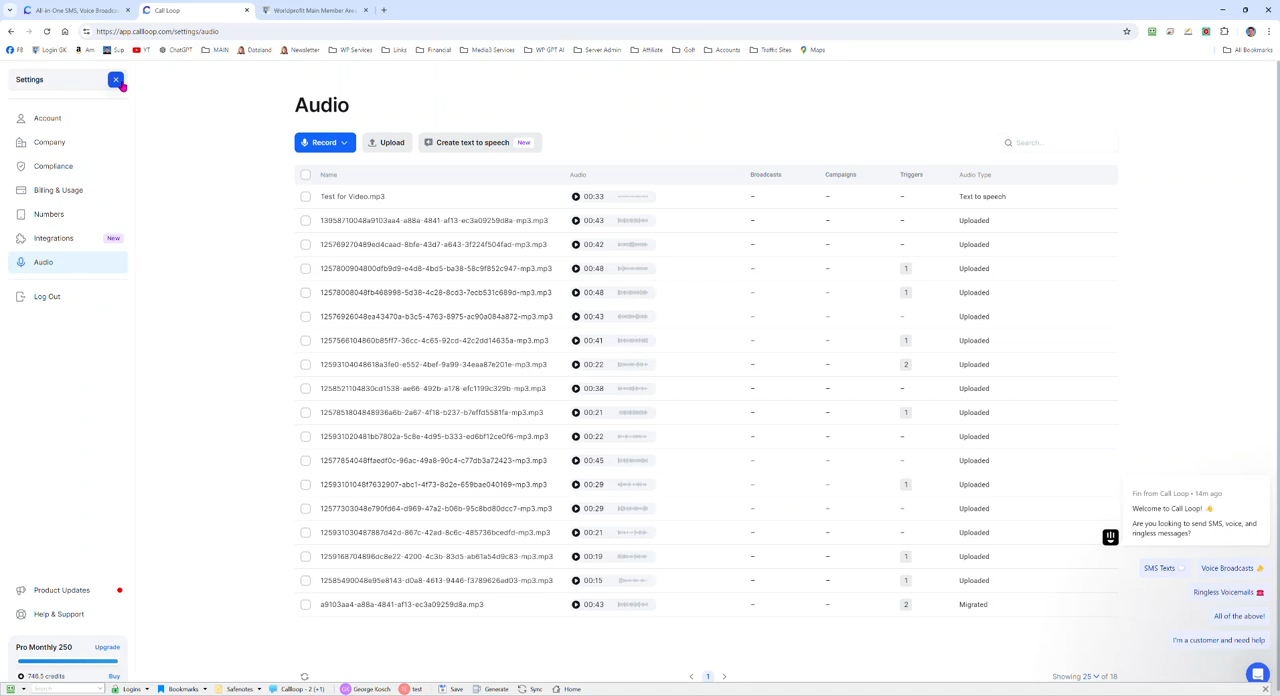 All-in-One SMS, Voice Broadcas
Call Loop
Worldprofit Main Member Area
https://app.callloop.com/settings/audio
FB Login GK Am Sup YT ChatGPT MAIN Dataland Newsletter WP Services Links Financial Media3 Services WP GPT AI Server Admin Affiliate Golf Accounts Traffic Sites Maps All Bookmarks
Settings
Account
Company
Compliance
Billing & Usage
Numbers
Integrations New
Audio
Log Out
Product Updates
Help & Support
Pro Monthly 250 Upgrade
746.5 credits Buy
Audio
Record Upload Create text to speech New Search...
Name Audio Broadcasts Campaigns Triggers Audio Type
Test for Video.mp3 00:33 – – – Text to speech
13958710048a9103aa4-a88a-4841-af13-ec3a09259d8a-mp3.mp3 00:43 – – – Uploaded
125769270489ed4caad-8bfe-43d7-a643-3f224f504fad-mp3.mp3 00:42 – – – Uploaded
1257800904800dfb9d9-e4d8-4bd5-ba38-58c9f852c947-mp3.mp3 00:48 – – 1 Uploaded
12578008048fb468998-5d38-4c28-8cd3-7ecb531c689d-mp3.mp3 00:48 – – 1 Uploaded
12576926048ea43470a-b3c5-4763-8975-ac90a084a872-mp3.mp3 00:43 – – – Uploaded
1257566104860b85ff7-36cc-4c65-92cd-42c2dd14635a-mp3.mp3 00:41 – – 1 Uploaded
12593104048618a3fe0-e552-4bef-9a99-34eaa87e201e-mp3.mp3 00:22 – – 2 Uploaded
1258521104830cd1538-ae66-492b-a178-efc1199c329b-mp3.mp3 00:38 – – – Uploaded
1257851804848936a6b-2a67-4f18-b237-b7effd5581fa-mp3.mp3 00:21 – – 1 Uploaded
125931020481bb7802a-5c8e-4d95-b333-ed6bf12ce0f6-mp3.mp3 00:22 – – – Uploaded
12577854048ffaedf0c-96ac-49a8-90c4-c77db3a72423-mp3.mp3 00:45 – – – Uploaded
12593101048f7632907-abc1-4f73-8d2e-659bae040169-mp3.mp3 00:29 – – 1 Uploaded
12577303048e790fd64-d969-47a2-b06b-95c8bd80dcc7-mp3.mp3 00:29 – – – Uploaded
125931030487887d42d-867c-42ad-8c6c-485736bcedfd-mp3.mp3 00:21 – – – Uploaded
1259168704896dc8e22-4200-4c3b-83d5-ab61a54d9c83-mp3.mp3 00:19 – – 1 Uploaded
12585490048e95e8143-d0a8-4613-9446-f3789626ad03-mp3.mp3 00:15 – – 1 Uploaded
a9103aa4-a88a-4841-af13-ec3a09259d8a.mp3 00:43 – – 2 Migrated
1 Showing 25 of 18
Fin from Call Loop • 14m ago
Welcome to Call Loop! 👋
Are you looking to send SMS, voice, and
ringless messages?
SMS Texts Voice Broadcasts
Ringless Voicemails
All of the above!
I'm a customer and need help
Search Logins Bookmarks Safenotes Callloop - 2 (+1) George Kosch test Save Generate Sync Home